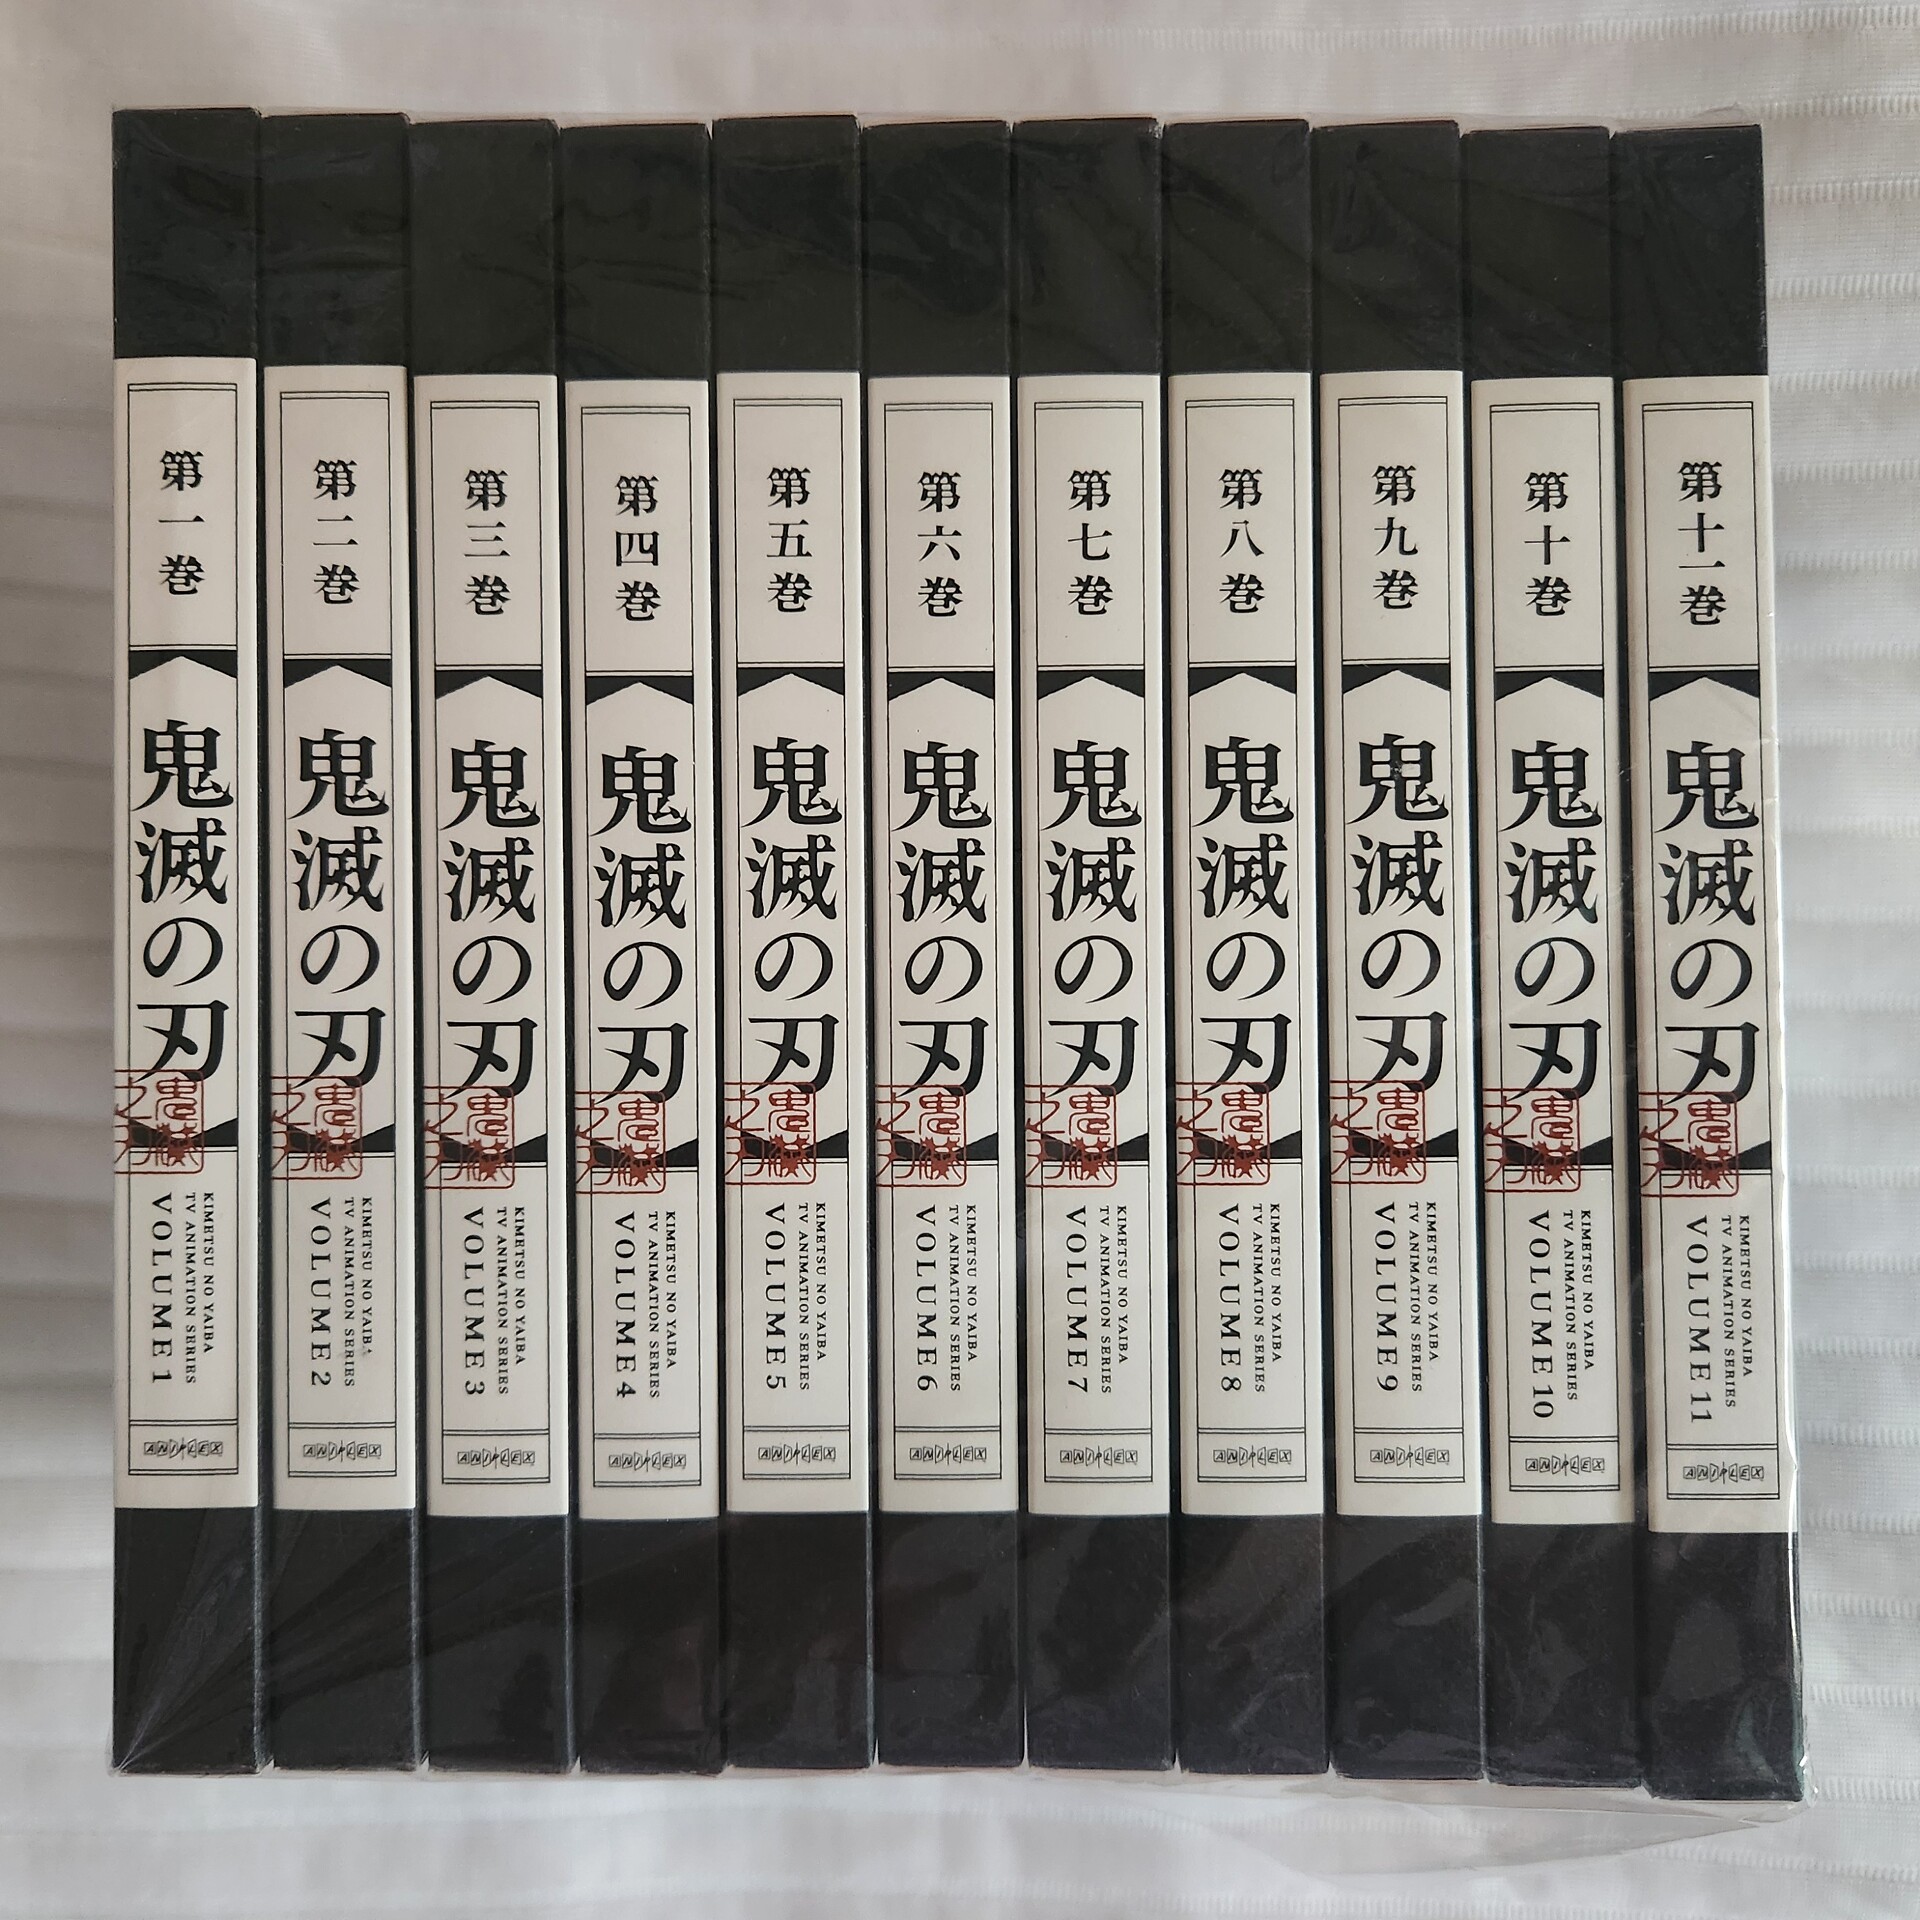 第一巻
鬼滅の刃
KIMETSU NO YAIBA
TV ANIMATION SERIES
VOLUME 1
ANIPLEX
第二巻
鬼滅の刃
KIMETSU NO YAIBA
TV ANIMATION SERIES
VOLUME 2
ANIPLEX
第三巻
鬼滅の刃
KIMETSU NO YAIBA
TV ANIMATION SERIES
VOLUME 3
ANIPLEX
第四巻
鬼滅の刃
KIMETSU NO YAIBA
TV ANIMATION SERIES
VOLUME 4
ANIPLEX
第五巻
鬼滅の刃
KIMETSU NO YAIBA
TV ANIMATION SERIES
VOLUME 5
ANIPLEX
第六巻
鬼滅の刃
KIMETSU NO YAIBA
TV ANIMATION SERIES
VOLUME 6
ANIPLEX
第七巻
鬼滅の刃
KIMETSU NO YAIBA
TV ANIMATION SERIES
VOLUME 7
ANIPLEX
第八巻
鬼滅の刃
KIMETSU NO YAIBA
TV ANIMATION SERIES
VOLUME 8
ANIPLEX
第九巻
鬼滅の刃
KIMETSU NO YAIBA
TV ANIMATION SERIES
VOLUME 9
ANIPLEX
第十巻
鬼滅の刃
KIMETSU NO YAIBA
TV ANIMATION SERIES
VOLUME 10
ANIPLEX
第十一巻
鬼滅の刃
KIMETSU NO YAIBA
TV ANIMATION SERIES
VOLUME 11
ANIPLEX